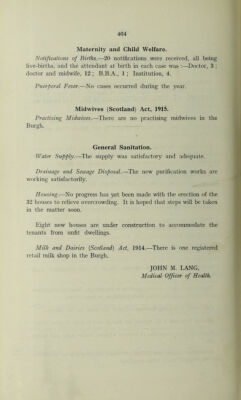 464
Maternity and Child Welfare.
Notifications of Births.—20 notifications were received, all being
live-births, and the attendant at birth in each case was :—Doctor, 3 ;
doctor and midwife, 12 ; B.B.A., 1 ; Institution, 4.
Puerperal Fever.—No cases occurred during the year.
Midwives (Scotland) Act, 1915.
Practising Midwives.—There are no practising midwives in the
Burgh.
General Sanitation.
Water Supply.—The supply was satisfactory and adequate.
Drainage and Sewage Disposal.—The new purification works are
working satisfactorily.
Housing.—No progress has yet been made with the erection of the
32 houses to relieve overcrowding. It is hoped that steps will be taken
in the matter soon.
Eight new houses are under construction to accommodate the
tenants from unfit dwellings.
Milk and Dairies (Scotland) Act, 1914.—There is one registered
retail milk shop in the Burgh.
JOHN M. LANG,
Medical Officer of Health.